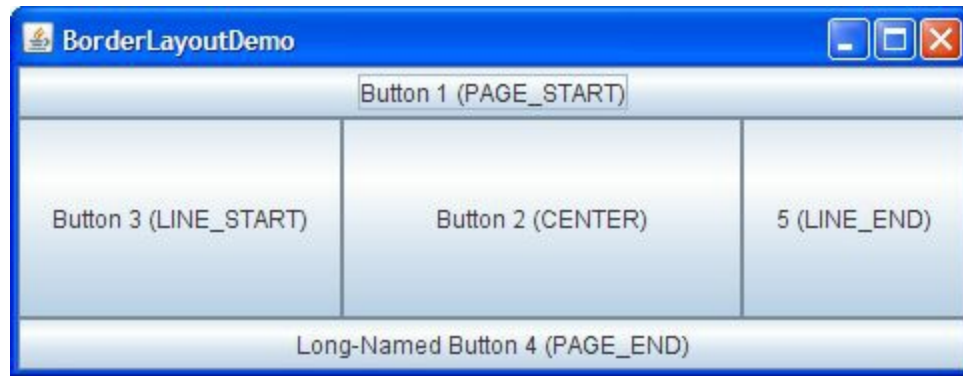 BorderLayoutDemo
Button 1 (PAGE_START)
Button 3 (LINE_START)
Button 2 (CENTER)
5 (LINE_END)
Long-Named Button 4 (PAGE_END)